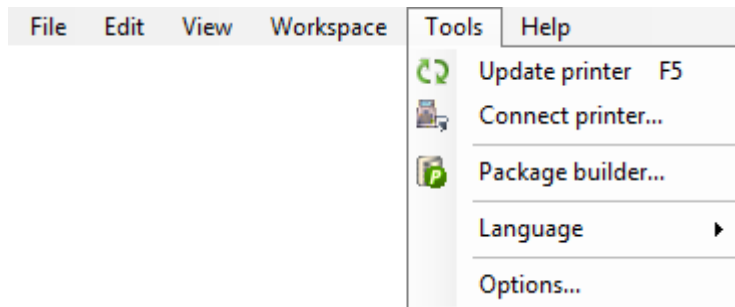 File Edit View Workspace Tools Help
Update printer F5
Connect printer...
P Package builder...
Language
Options...